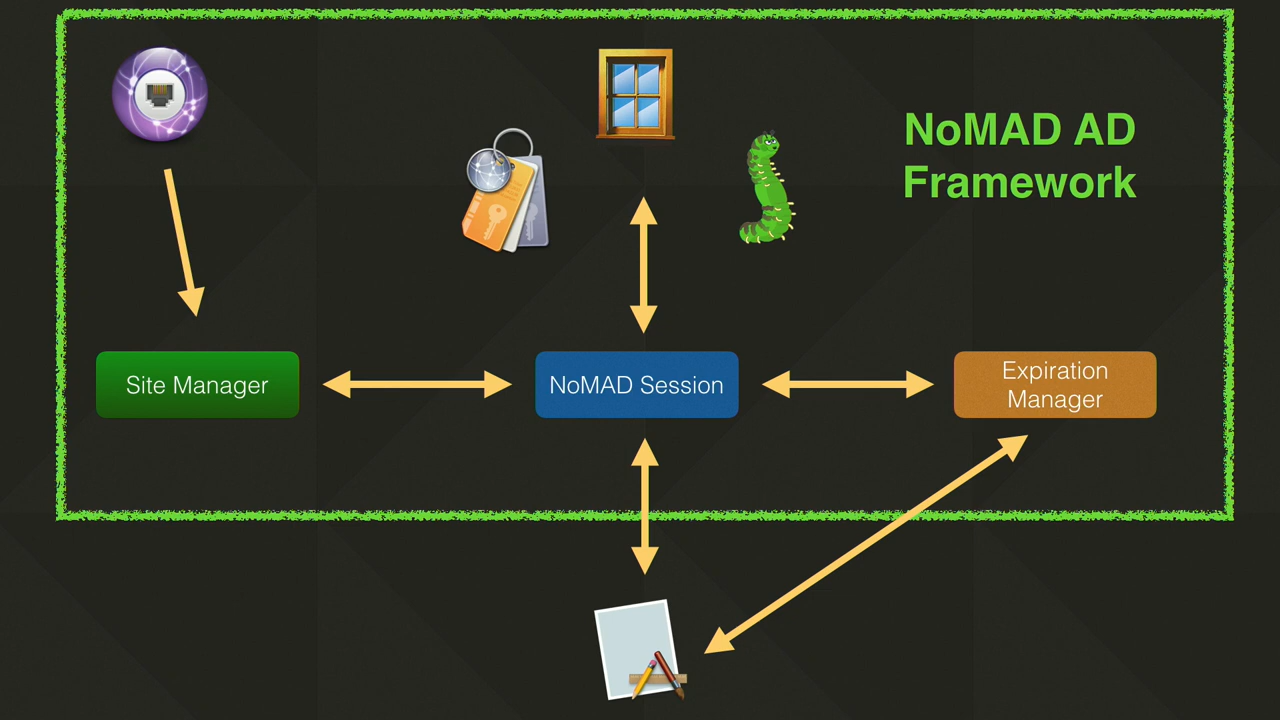 NoMAD AD
Framework
Site Manager
NoMAD Session
Expiration
Manager